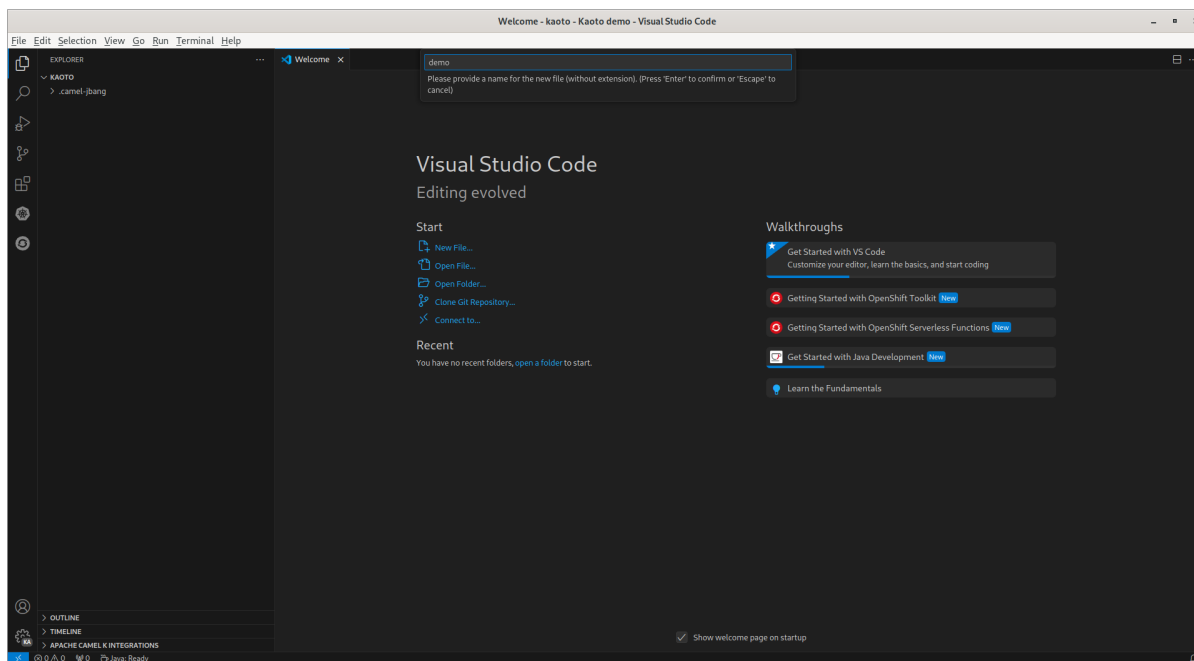 Welcome - kaoto - Kaoto demo - Visual Studio Code
File Edit Selection View Go Run Terminal Help
EXPLORER
Welcome
demo
Please provide a name for the new file (without extension). (Press 'Enter' to confirm or 'Escape' to
cancel)
KAOTO
.camel-jbang
Visual Studio Code
Editing evolved
Start
New File...
Open File...
Open Folder...
Clone Git Repository...
Connect to...
Recent
You have no recent folders, open a folder to start.
Walkthroughs
Get Started with VS Code
Customize your editor, learn the basics, and start coding
Getting Started with OpenShift Toolkit New
Getting Started with OpenShift Serverless Functions New
Get Started with Java Development New
Learn the Fundamentals
OUTLINE
TIMELINE
KA
APACHE CAMEL K INTEGRATIONS
Show welcome page on startup
0 0 0 Java: Ready